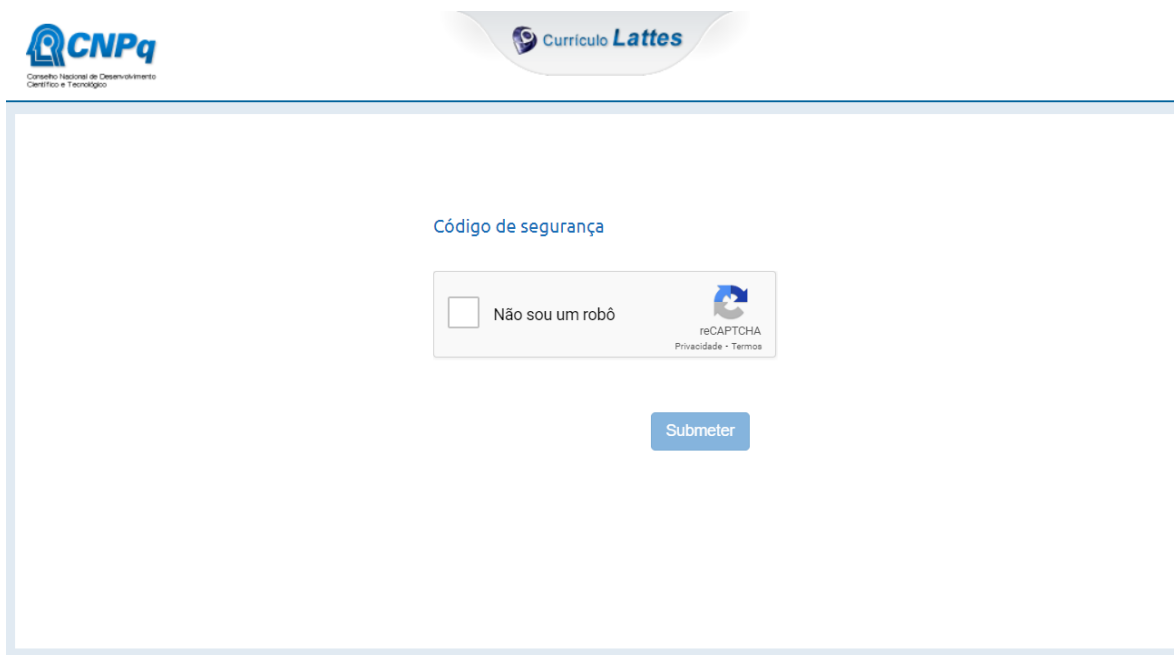 CNPq
Conselho Nacional de Desenvolvimento
Científico e Tecnológico
Currículo Lattes
Código de segurança
Não sou um robô
reCAPTCHA
Privacidade - Termos
Submeter